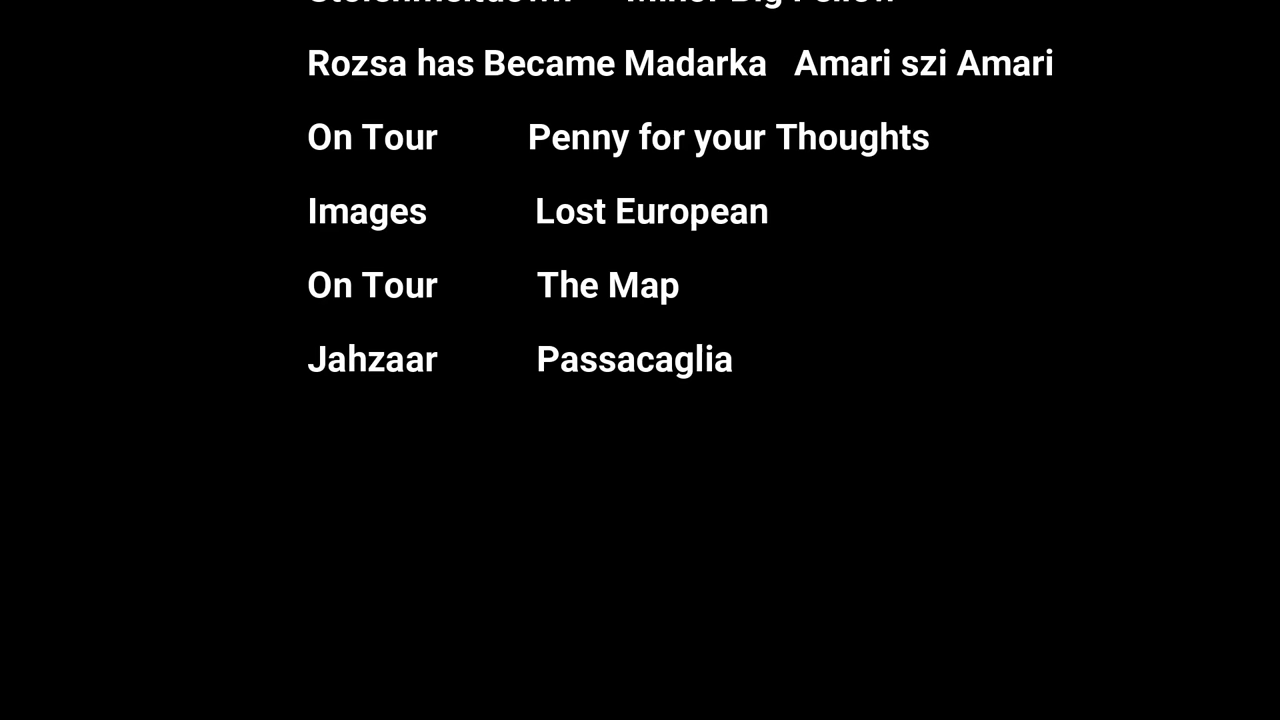 Rozsa has Became Madarka Amari szi Amari
On Tour Penny for your Thoughts
Images Lost European
On Tour The Map
Jahzaar Passacaglia